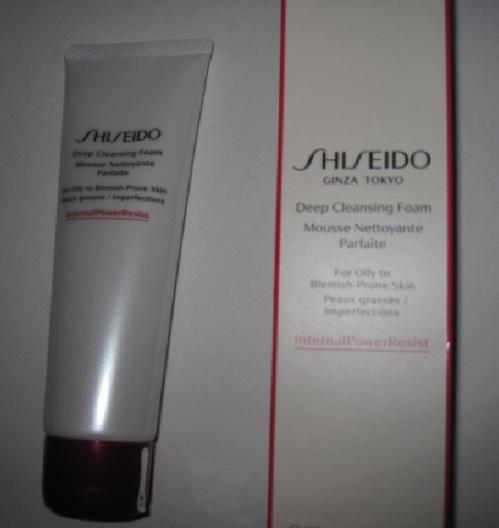 SHISEIDO
Deep Cleansing Foam
Mousse Nettoyante
Parfaite
For Oily to Blemish-Prone Skin
Peaux grasses / Imperfections
InternalPowerResist
SHISEIDO
GINZA TOKYO
Deep Cleansing Foam
Mousse Nettoyante
Parfaite
For Oily to
Blemish-Prone Skin
Peaux grasses /
Imperfections
InternalPowerResist